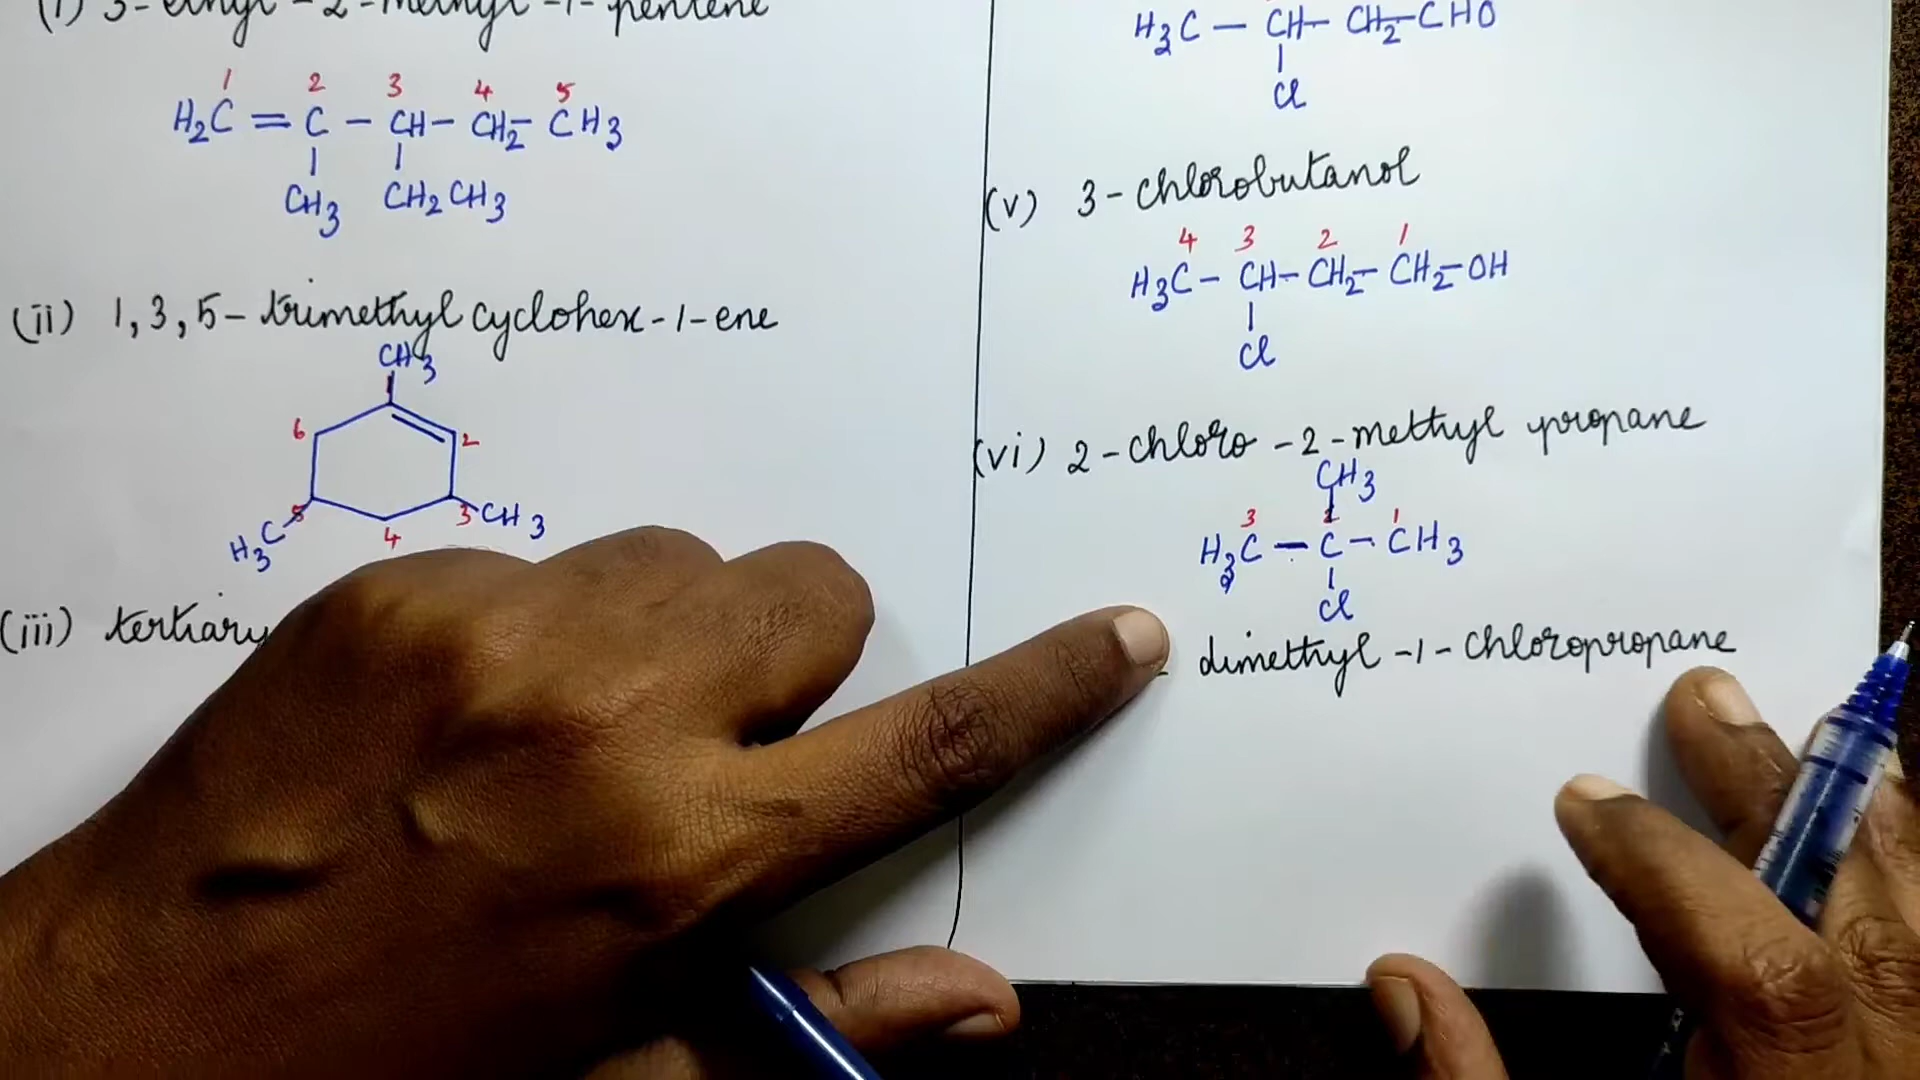 (i) 3-ethyl-2-methyl-1-pentene
1 2 3 4 5
H₂C = C - CH - CH₂ - CH₃
CH₃ CH₂CH₃
(ii) 1,3,5-trimethyl cyclohex-1-ene
CH₃
1
6 2
5 3 CH₃
H₃C 4
(iii) tertiary
H₃C - CH - CH₂ - CHO
Cl
(v) 3-chlorobutanol
4 3 2 1
H₃C - CH - CH₂ - CH₂ - OH
Cl
(vi) 2-chloro-2-methyl propane
CH₃
3 2 1
H₃C - C - CH₃
Cl
dimethyl-1-chloropropane